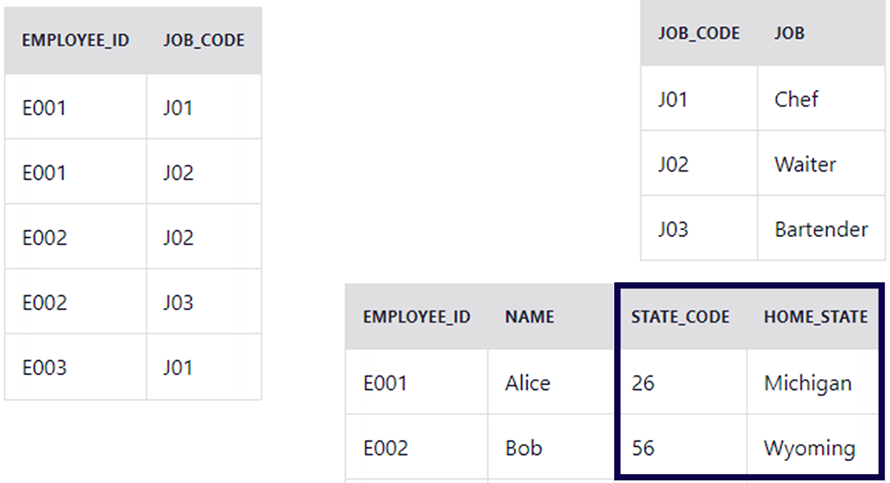 EMPLOYEE_ID JOB_CODE
E001 J01
E001 J02
E002 J02
E002 J03
E003 J01
JOB_CODE JOB
J01 Chef
J02 Waiter
J03 Bartender
EMPLOYEE_ID NAME STATE_CODE HOME_STATE
E001 Alice 26 Michigan
E002 Bob 56 Wyoming